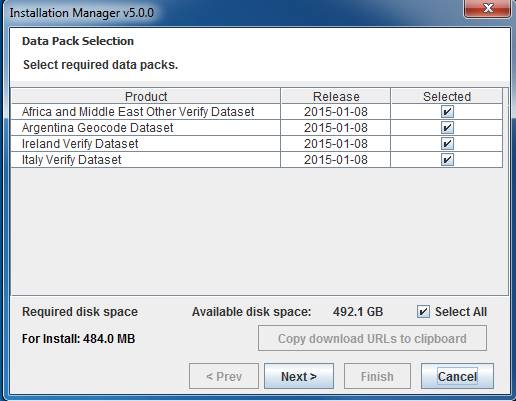 Installation Manager v5.0.0
Data Pack Selection
Select required data packs.
Product Release Selected
Africa and Middle East Other Verify Dataset 2015-01-08
Argentina Geocode Dataset 2015-01-08
Ireland Verify Dataset 2015-01-08
Italy Verify Dataset 2015-01-08
Required disk space Available disk space: 492.1 GB Select All
For Install: 484.0 MB Copy download URLs to clipboard
< Prev Next > Finish Cancel